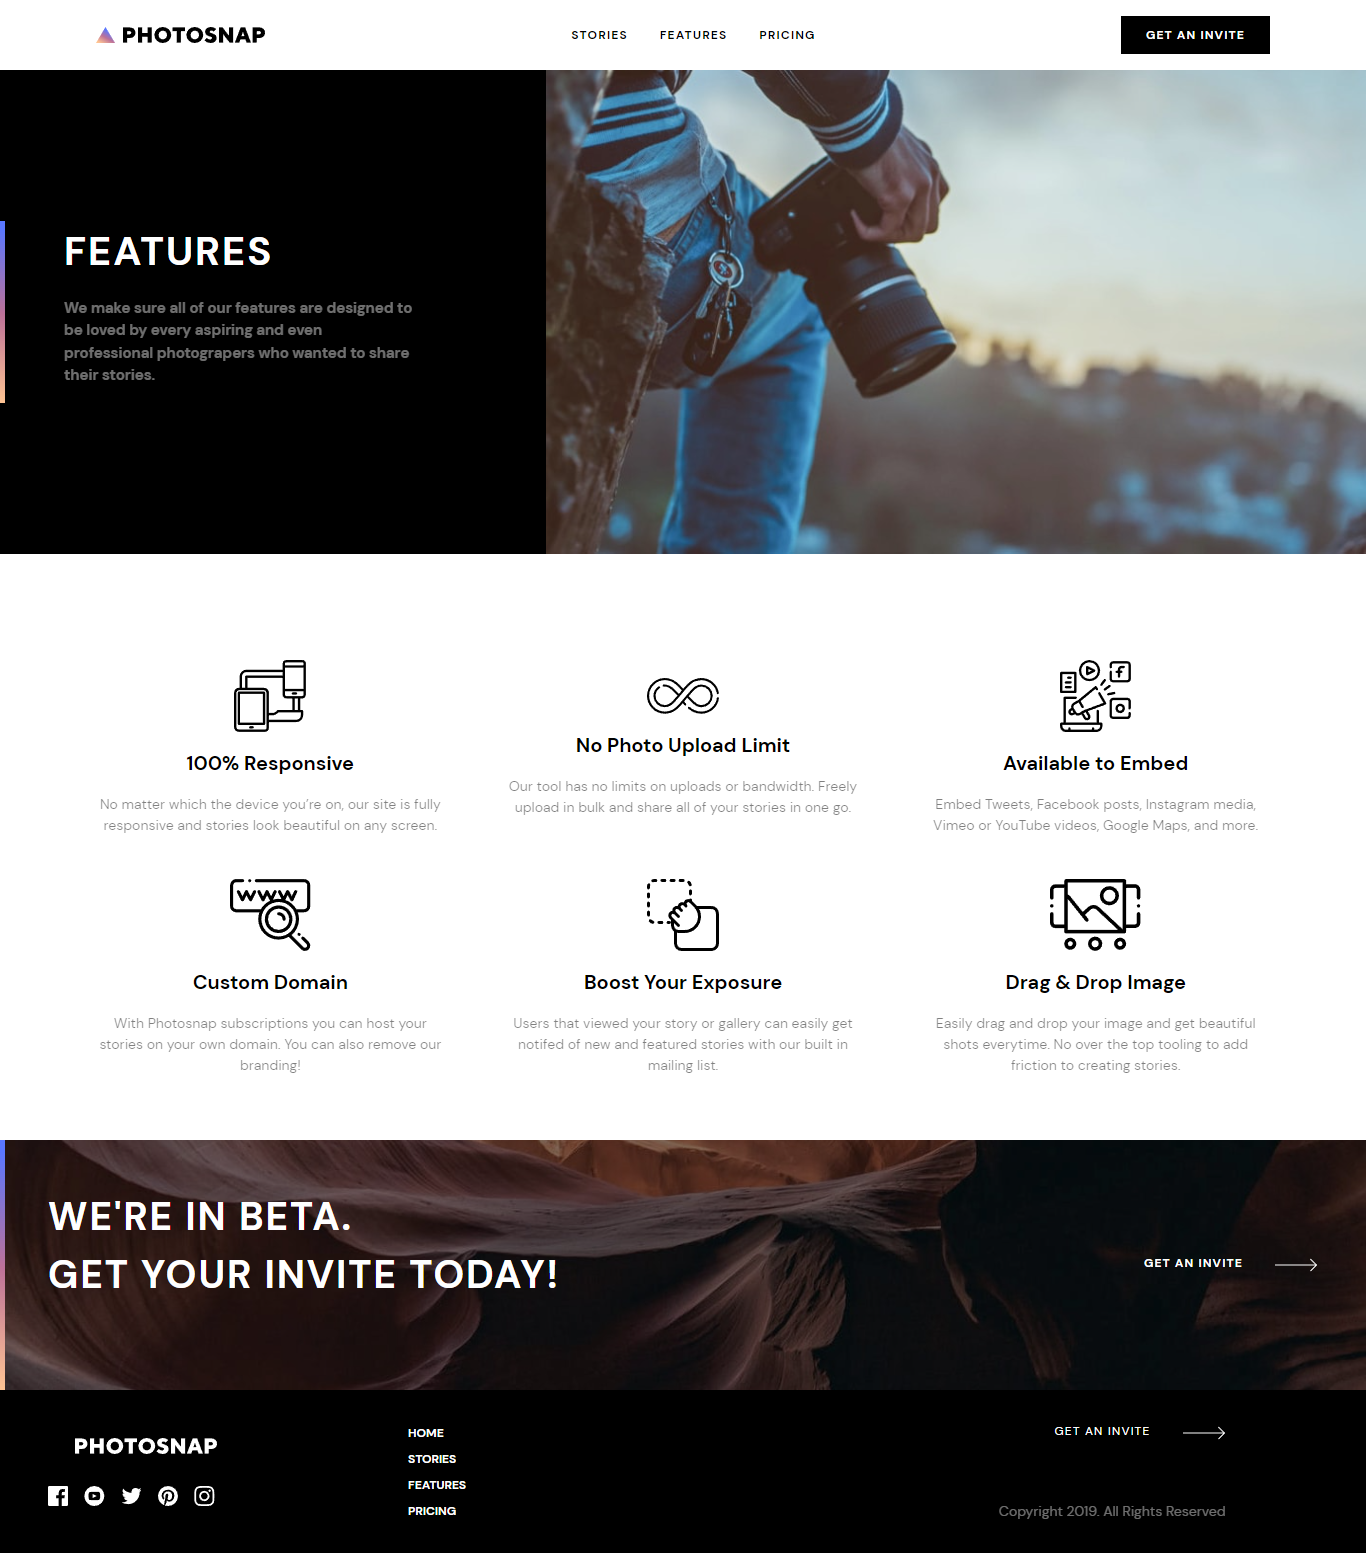 PHOTOSNAP
STORIES FEATURES PRICING
GET AN INVITE
FEATURES
We make sure all of our features are designed to
be loved by every aspiring and even
professional photograpers who wanted to share
their stories.
100% Responsive
No matter which the device you're on, our site is fully
responsive and stories look beautiful on any screen.
No Photo Upload Limit
Our tool has no limits on uploads or bandwidth. Freely
upload in bulk and share all of your stories in one go.
Available to Embed
Embed Tweets, Facebook posts, Instagram media,
Vimeo or YouTube videos, Google Maps, and more.
WWW
Custom Domain
With Photosnap subscriptions you can host your
stories on your own domain. You can also remove our
branding!
Boost Your Exposure
Users that viewed your story or gallery can easily get
notifed of new and featured stories with our built in
mailing list.
Drag & Drop Image
Easily drag and drop your image and get beautiful
shots everytime. No over the top tooling to add
friction to creating stories.
WE'RE IN BETA.
GET YOUR INVITE TODAY!
GET AN INVITE
PHOTOSNAP
HOME
STORIES
FEATURES
PRICING
GET AN INVITE
Copyright 2019. All Rights Reserved